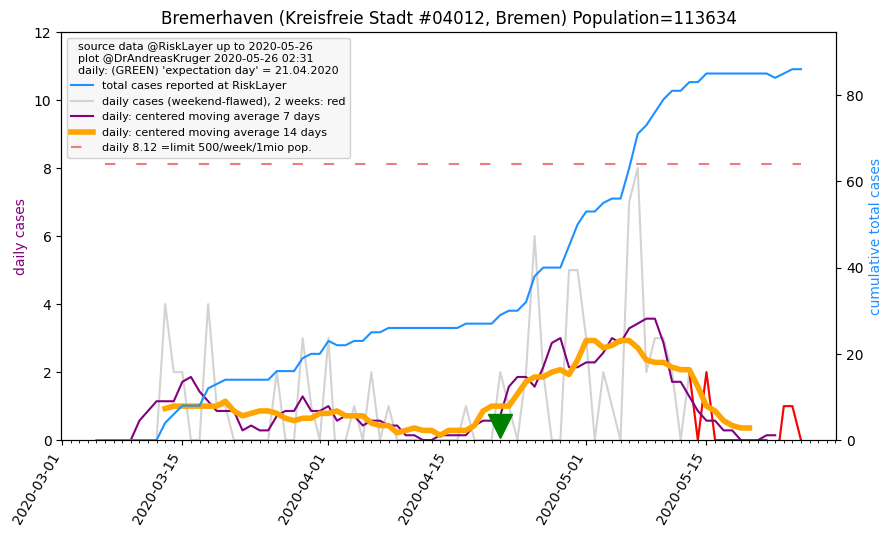 Bremerhaven (Kreisfreie Stadt #04012, Bremen) Population=113634
source data @RiskLayer up to 2020-05-26
plot @DrAndreasKruger 2020-05-26 02:31
daily: (GREEN) 'expectation day' = 21.04.2020
total cases reported at RiskLayer
daily cases (weekend-flawed), 2 weeks: red
daily: centered moving average 7 days
daily: centered moving average 14 days
daily 8.12 =limit 500/week/1mio pop.
daily cases
12
10
8
6
4
2
0
80
60
40
20
0
cumulative total cases
2020-03-01
2020-03-15
2020-04-01
2020-04-15
2020-05-01
2020-05-15